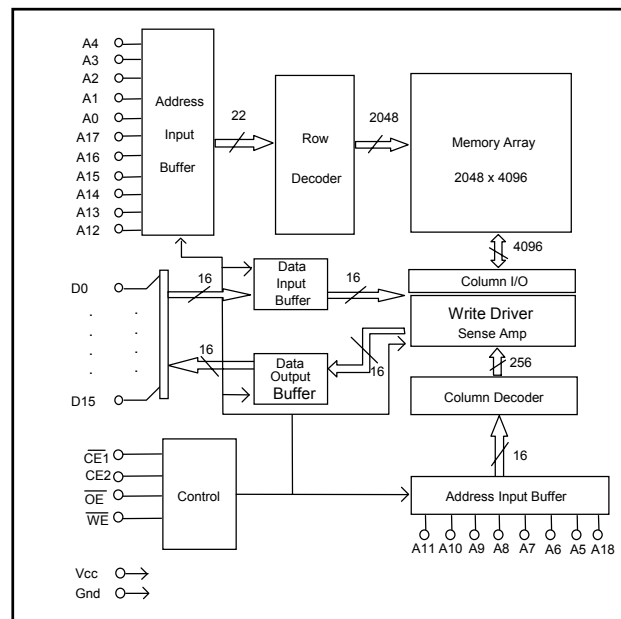 A4
A3
A2
A1
A0
A17
A16
A15
A14
A13
A12
Address
Input
Buffer
22
Row
Decoder
2048
Memory Array
2048 x 4096
4096
D0
.
.
.
.
D15
.
.
.
.
16
Data
Input
Buffer
16
Column I/O
Write Driver
Sense Amp
16
Data
Output
Buffer
16
256
Column Decoder
16
CE1
CE2
OE
WE
Control
Address Input Buffer
A11 A10 A9 A8 A7 A6 A5 A18
Vcc
Gnd